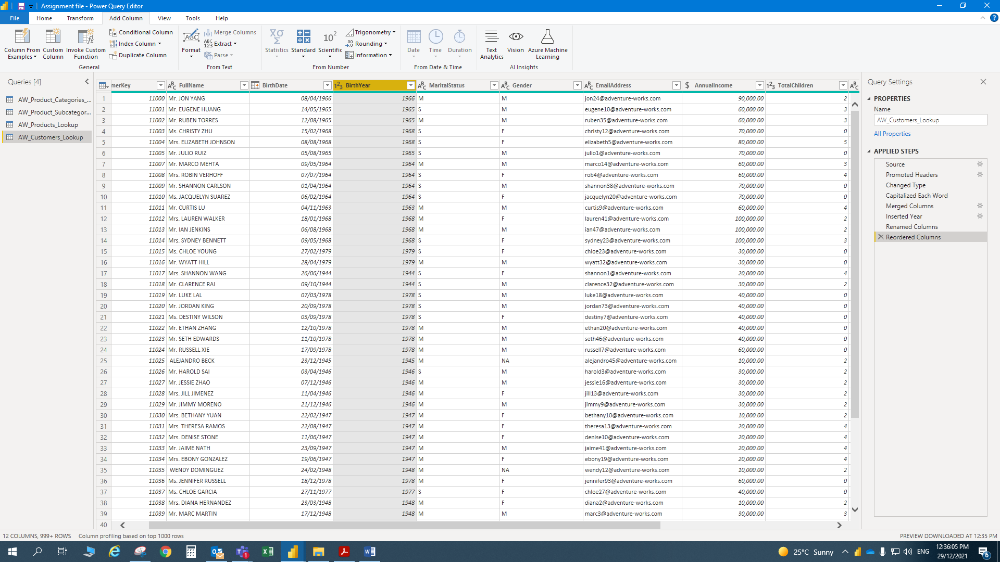 Assignment file - Power Query Editor
File Home Transform Add Column View Tools Help
Column From Examples
Custom Column
Invoke Custom Function
Conditional Column
Index Column
Duplicate Column
General
Format
Merge Columns
Extract
Parse
From Text
Statistics
Standard
Scientific
Trigonometry
Rounding
Information
From Number
Date
Time
Duration
From Date & Time
Text Analytics
Vision
Azure Machine Learning
AI Insights
Queries [4]
AW_Product_Categories_...
AW_Product_Subcategor...
AW_Products_Lookup
AW_Customers_Lookup
merKey FullName BirthDate BirthYear MaritalStatus Gender EmailAddress AnnualIncome TotalChildren
1 11000 Mr. JON YANG 08/04/1966 1966 M M jon24@adventure-works.com 90,000.00 2
2 11001 Mr. EUGENE HUANG 14/05/1965 1965 S M eugene10@adventure-works.com 60,000.00 3
3 11002 Mr. RUBEN TORRES 12/08/1965 1965 M M ruben35@adventure-works.com 60,000.00 3
4 11003 Ms. CHRISTY ZHU 15/02/1968 1968 S F christy12@adventure-works.com 70,000.00 0
5 11004 Mrs. ELIZABETH JOHNSON 08/08/1968 1968 S F elizabeth5@adventure-works.com 80,000.00 5
6 11005 Mr. JULIO RUIZ 05/08/1965 1965 S M julio1@adventure-works.com 70,000.00 0
7 11007 Mr. MARCO MEHTA 09/05/1964 1964 M M marco14@adventure-works.com 60,000.00 3
8 11008 Mrs. ROBIN VERHOFF 07/07/1964 1964 S F rob4@adventure-works.com 60,000.00 4
9 11009 Mr. SHANNON CARLSON 01/04/1964 1964 S M shannon38@adventure-works.com 70,000.00 0
10 11010 Ms. JACQUELYN SUAREZ 06/02/1964 1964 S F jacquelyn20@adventure-works.com 70,000.00 0
11 11011 Mr. CURTIS LU 04/11/1963 1963 M M curtis9@adventure-works.com 60,000.00 4
12 11012 Mrs. LAUREN WALKER 18/01/1968 1968 M F lauren41@adventure-works.com 100,000.00 2
13 11013 Mr. IAN JENKINS 06/08/1968 1968 M M ian47@adventure-works.com 100,000.00 2
14 11014 Mrs. SYDNEY BENNETT 09/05/1968 1968 S F sydney23@adventure-works.com 100,000.00 3
15 11015 Ms. CHLOE YOUNG 27/02/1979 1979 S F chloe23@adventure-works.com 30,000.00 0
16 11016 Mr. WYATT HILL 28/04/1979 1979 M M wyatt32@adventure-works.com 30,000.00 0
17 11017 Mrs. SHANNON WANG 26/06/1944 1944 S F shannon1@adventure-works.com 20,000.00 4
18 11018 Mr. CLARENCE RAI 09/10/1944 1944 S M clarence32@adventure-works.com 30,000.00 2
19 11019 Mr. LUKE LAL 07/03/1978 1978 S M luke18@adventure-works.com 40,000.00 0
20 11020 Mr. JORDAN KING 20/09/1978 1978 S M jordan73@adventure-works.com 40,000.00 0
21 11021 Ms. DESTINY WILSON 03/09/1978 1978 S F destiny7@adventure-works.com 40,000.00 0
22 11022 Mr. ETHAN ZHANG 12/10/1978 1978 M M ethan20@adventure-works.com 40,000.00 0
23 11023 Mr. SETH EDWARDS 11/10/1978 1978 M M seth46@adventure-works.com 40,000.00 0
24 11024 Mr. RUSSELL XIE 17/09/1978 1978 M M russell7@adventure-works.com 60,000.00 0
25 11025 ALEJANDRO BECK 23/12/1945 1945 M NA alejandro45@adventure-works.com 10,000.00 2
26 11026 Mr. HAROLD SAI 03/04/1946 1946 S M harold3@adventure-works.com 30,000.00 2
27 11027 Mr. JESSIE ZHAO 07/12/1946 1946 M M jessie16@adventure-works.com 30,000.00 2
28 11028 Mrs. JILL JIMENEZ 11/04/1946 1946 M F jill13@adventure-works.com 30,000.00 2
29 11029 Mr. JIMMY MORENO 21/12/1946 1946 M M jimmy9@adventure-works.com 30,000.00 2
30 11030 Mrs. BETHANY YUAN 22/02/1947 1947 M F bethany10@adventure-works.com 10,000.00 2
31 11031 Mrs. THERESA RAMOS 22/08/1947 1947 M F theresa13@adventure-works.com 20,000.00 4
32 11032 Mrs. DENISE STONE 11/06/1947 1947 M F denise10@adventure-works.com 20,000.00 4
33 11033 Mr. JAIME NATH 23/09/1947 1947 M M jaime41@adventure-works.com 20,000.00 4
34 11034 Mrs. EBONY GONZALEZ 19/06/1947 1947 M F ebony19@adventure-works.com 20,000.00 4
35 11035 WENDY DOMINGUEZ 24/02/1948 1948 M NA wendy12@adventure-works.com 10,000.00 2
36 11036 Ms. JENNIFER RUSSELL 18/12/1978 1978 M F jennifer93@adventure-works.com 60,000.00 0
37 11037 Ms. CHLOE GARCIA 27/11/1977 1977 S F chloe27@adventure-works.com 40,000.00 0
38 11038 Mrs. DIANA HERNANDEZ 23/03/1948 1948 M F diana2@adventure-works.com 10,000.00 2
39 11039 Mr. MARC MARTIN 17/12/1948 1948 M M marc3@adventure-works.com 30,000.00 3
40
Query Settings
PROPERTIES
Name
AW_Customers_Lookup
All Properties
APPLIED STEPS
Source
Promoted Headers
Changed Type
Capitalized Each Word
Merged Columns
Inserted Year
Renamed Columns
Reordered Columns
12 COLUMNS, 999+ ROWS Column profiling based on top 1000 rows
PREVIEW DOWNLOADED AT 12:35 PM
25°C Sunny
ENG
12:36:05 PM
29/12/2021